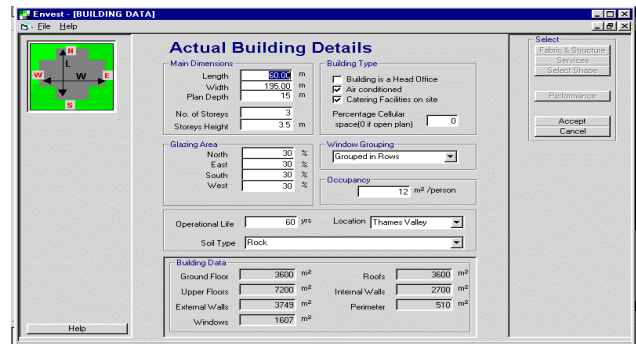 Envest - [BUILDING DATA]
File Help
N
L
W W E
S
Help
Actual Building Details
Main Dimensions
Length 60.00 m
Width 195.00 m
Plan Depth 15 m
No. of Storeys 3
Storeys Height 3.5 m
Building Type
Building is a Head Office
Air conditioned
Catering Facilities on site
Percentage Cellular
space(0 if open plan) 0
Glazing Area
North 30 %
East 30 %
South 30 %
West 30 %
Window Grouping
Grouped in Rows
Occupancy
12 m² /person
Operational Life 60 yrs Location Thames Valley
Soil Type Rock
Building Data
Ground Floor 3600 m² Roofs 3600 m²
Upper Floors 7200 m² Internal Walls 2700 m²
External Walls 3749 m² Perimeter 510 m²
Windows 1607 m²
Select
Fabric & Structure
Services
Select Shape
Performance
Accept
Cancel